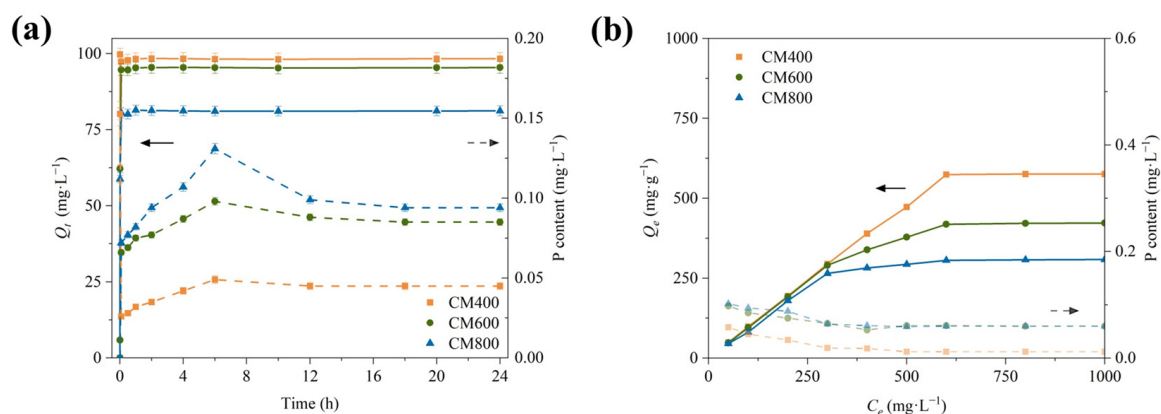 (a)
100
75
50
25
0
Qt (mg·L⁻¹)
0.20
0.15
0.10
0.05
0.00
P content (mg·L⁻¹)
CM400
CM600
CM800
0 4 8 12 16 20 24
Time (h)
(b)
1000
750
500
250
0
Qe (mg·g⁻¹)
CM400
CM600
CM800
0.6
0.4
0.2
0.0
P content (mg·L⁻¹)
0 250 500 750 1000
Ce (mg·L⁻¹)